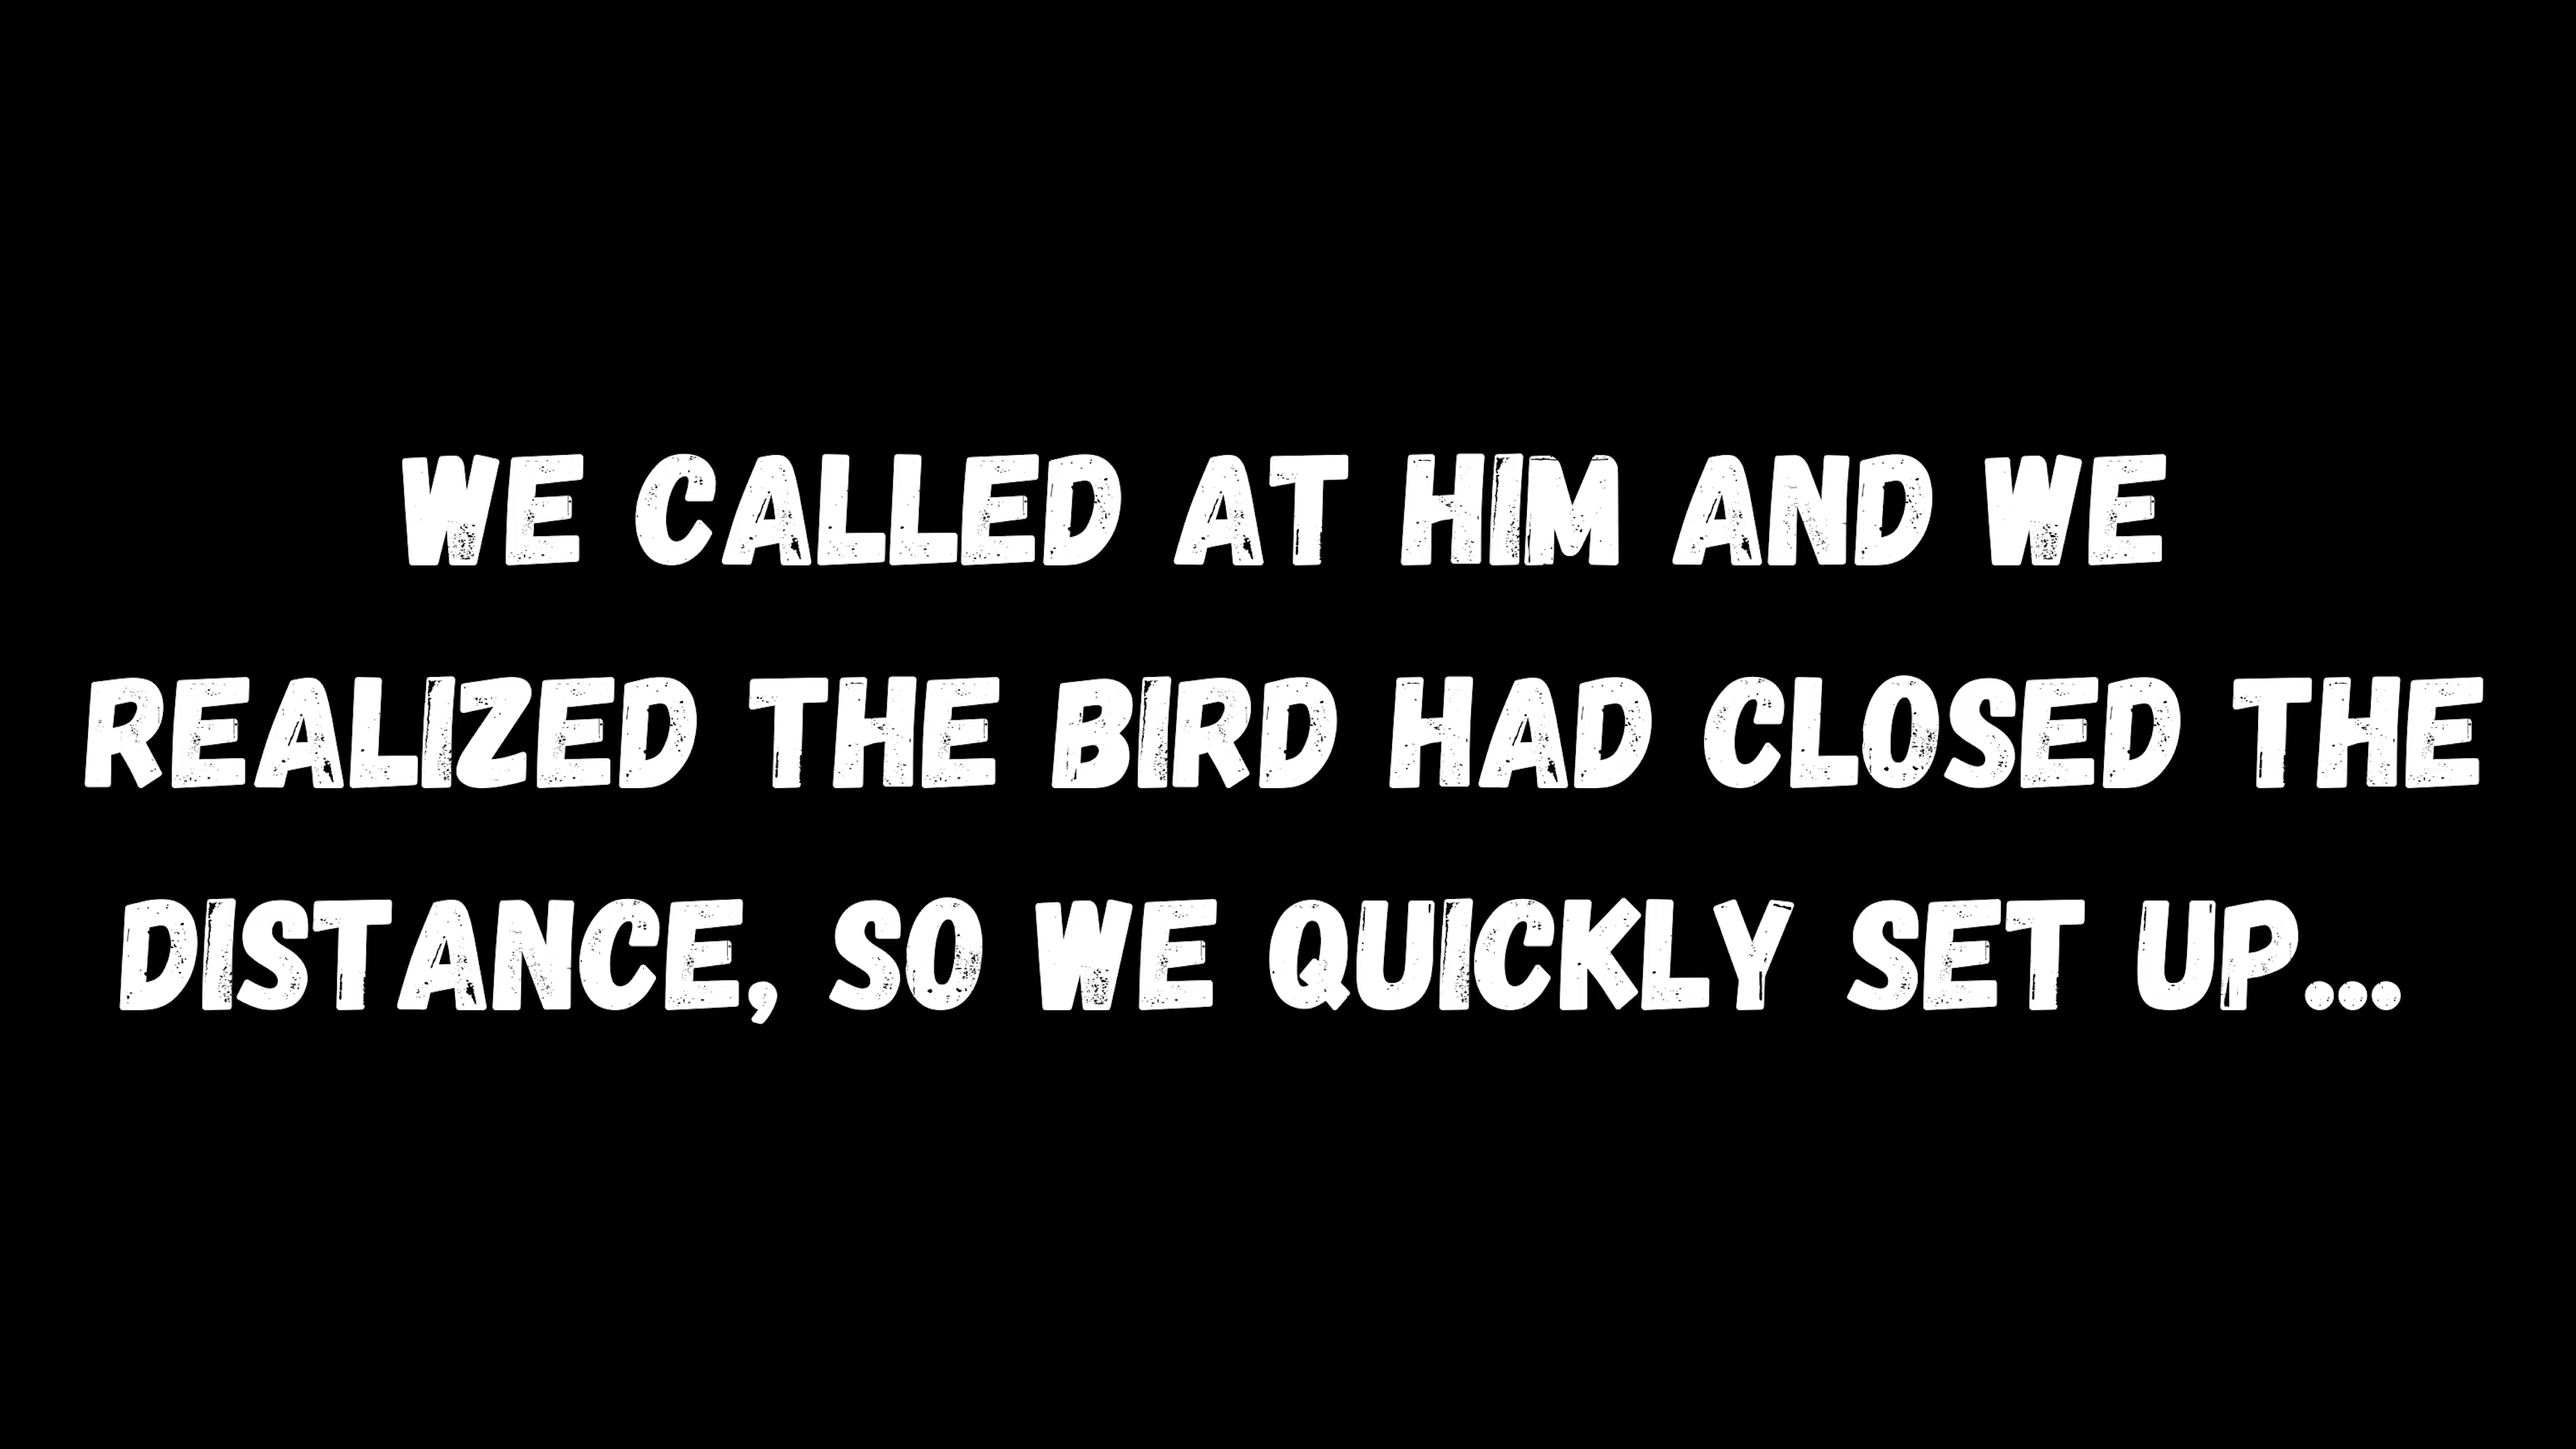 WE CALLED AT HIM AND WE
REALIZED THE BIRD HAD CLOSED THE
DISTANCE, SO WE QUICKLY SET UP...